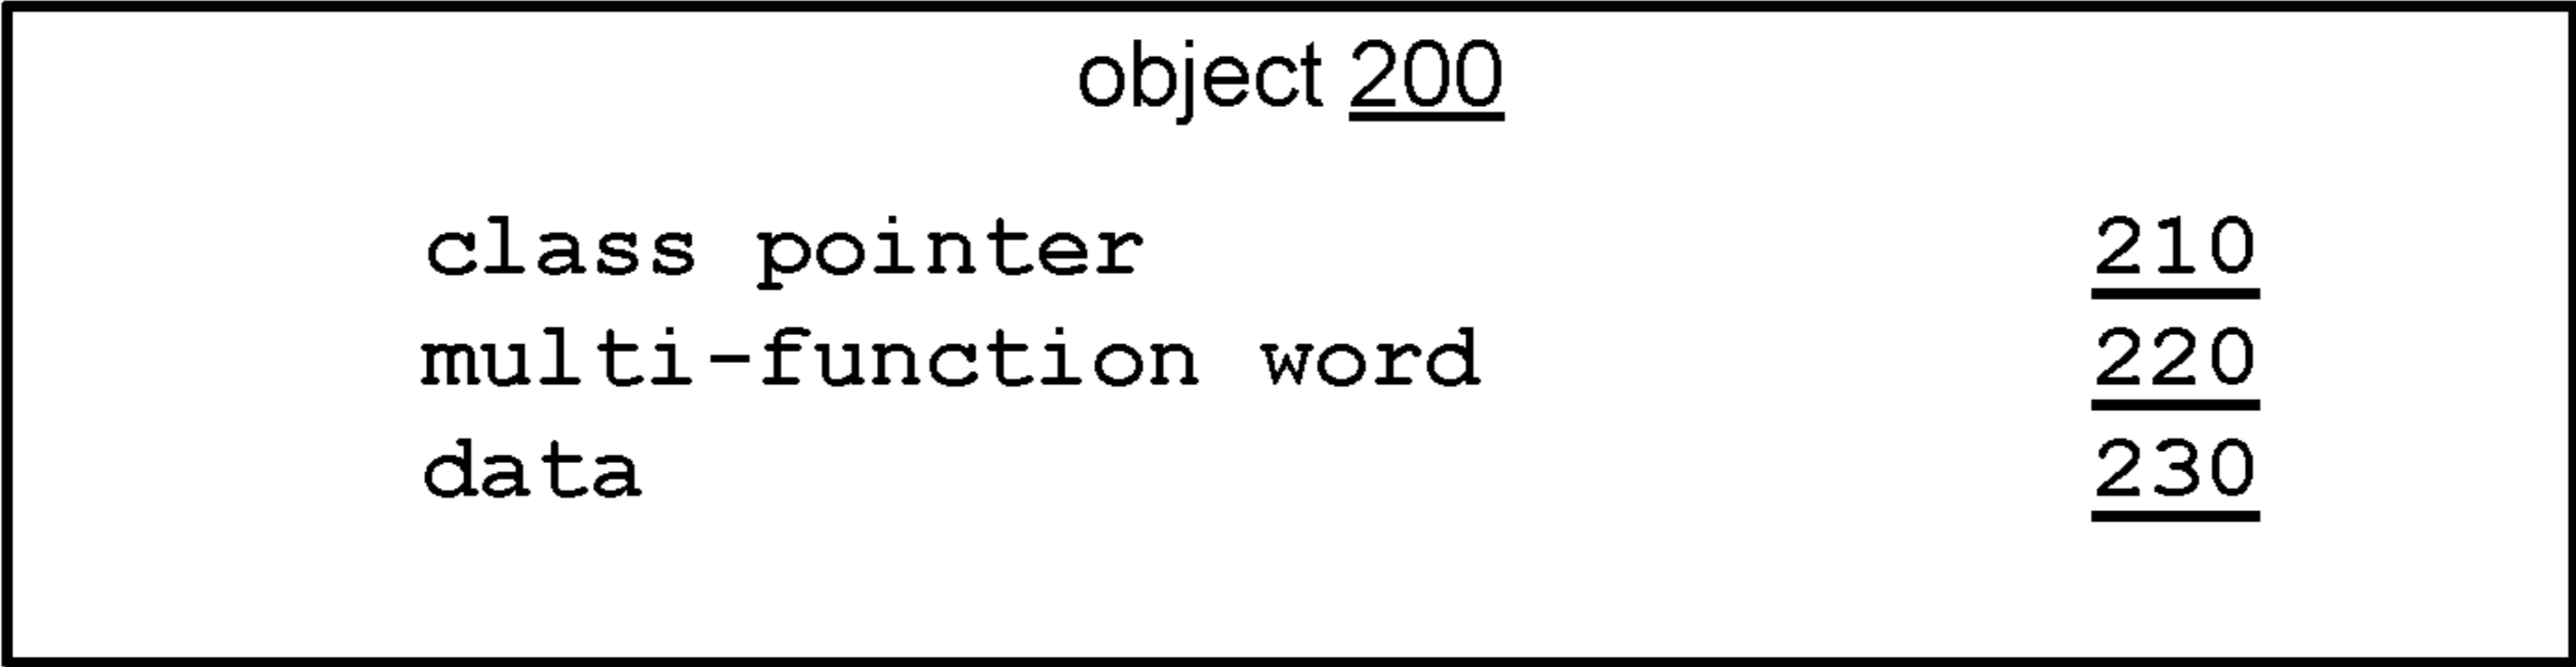 object 200
class pointer 210
multi-function word 220
data 230